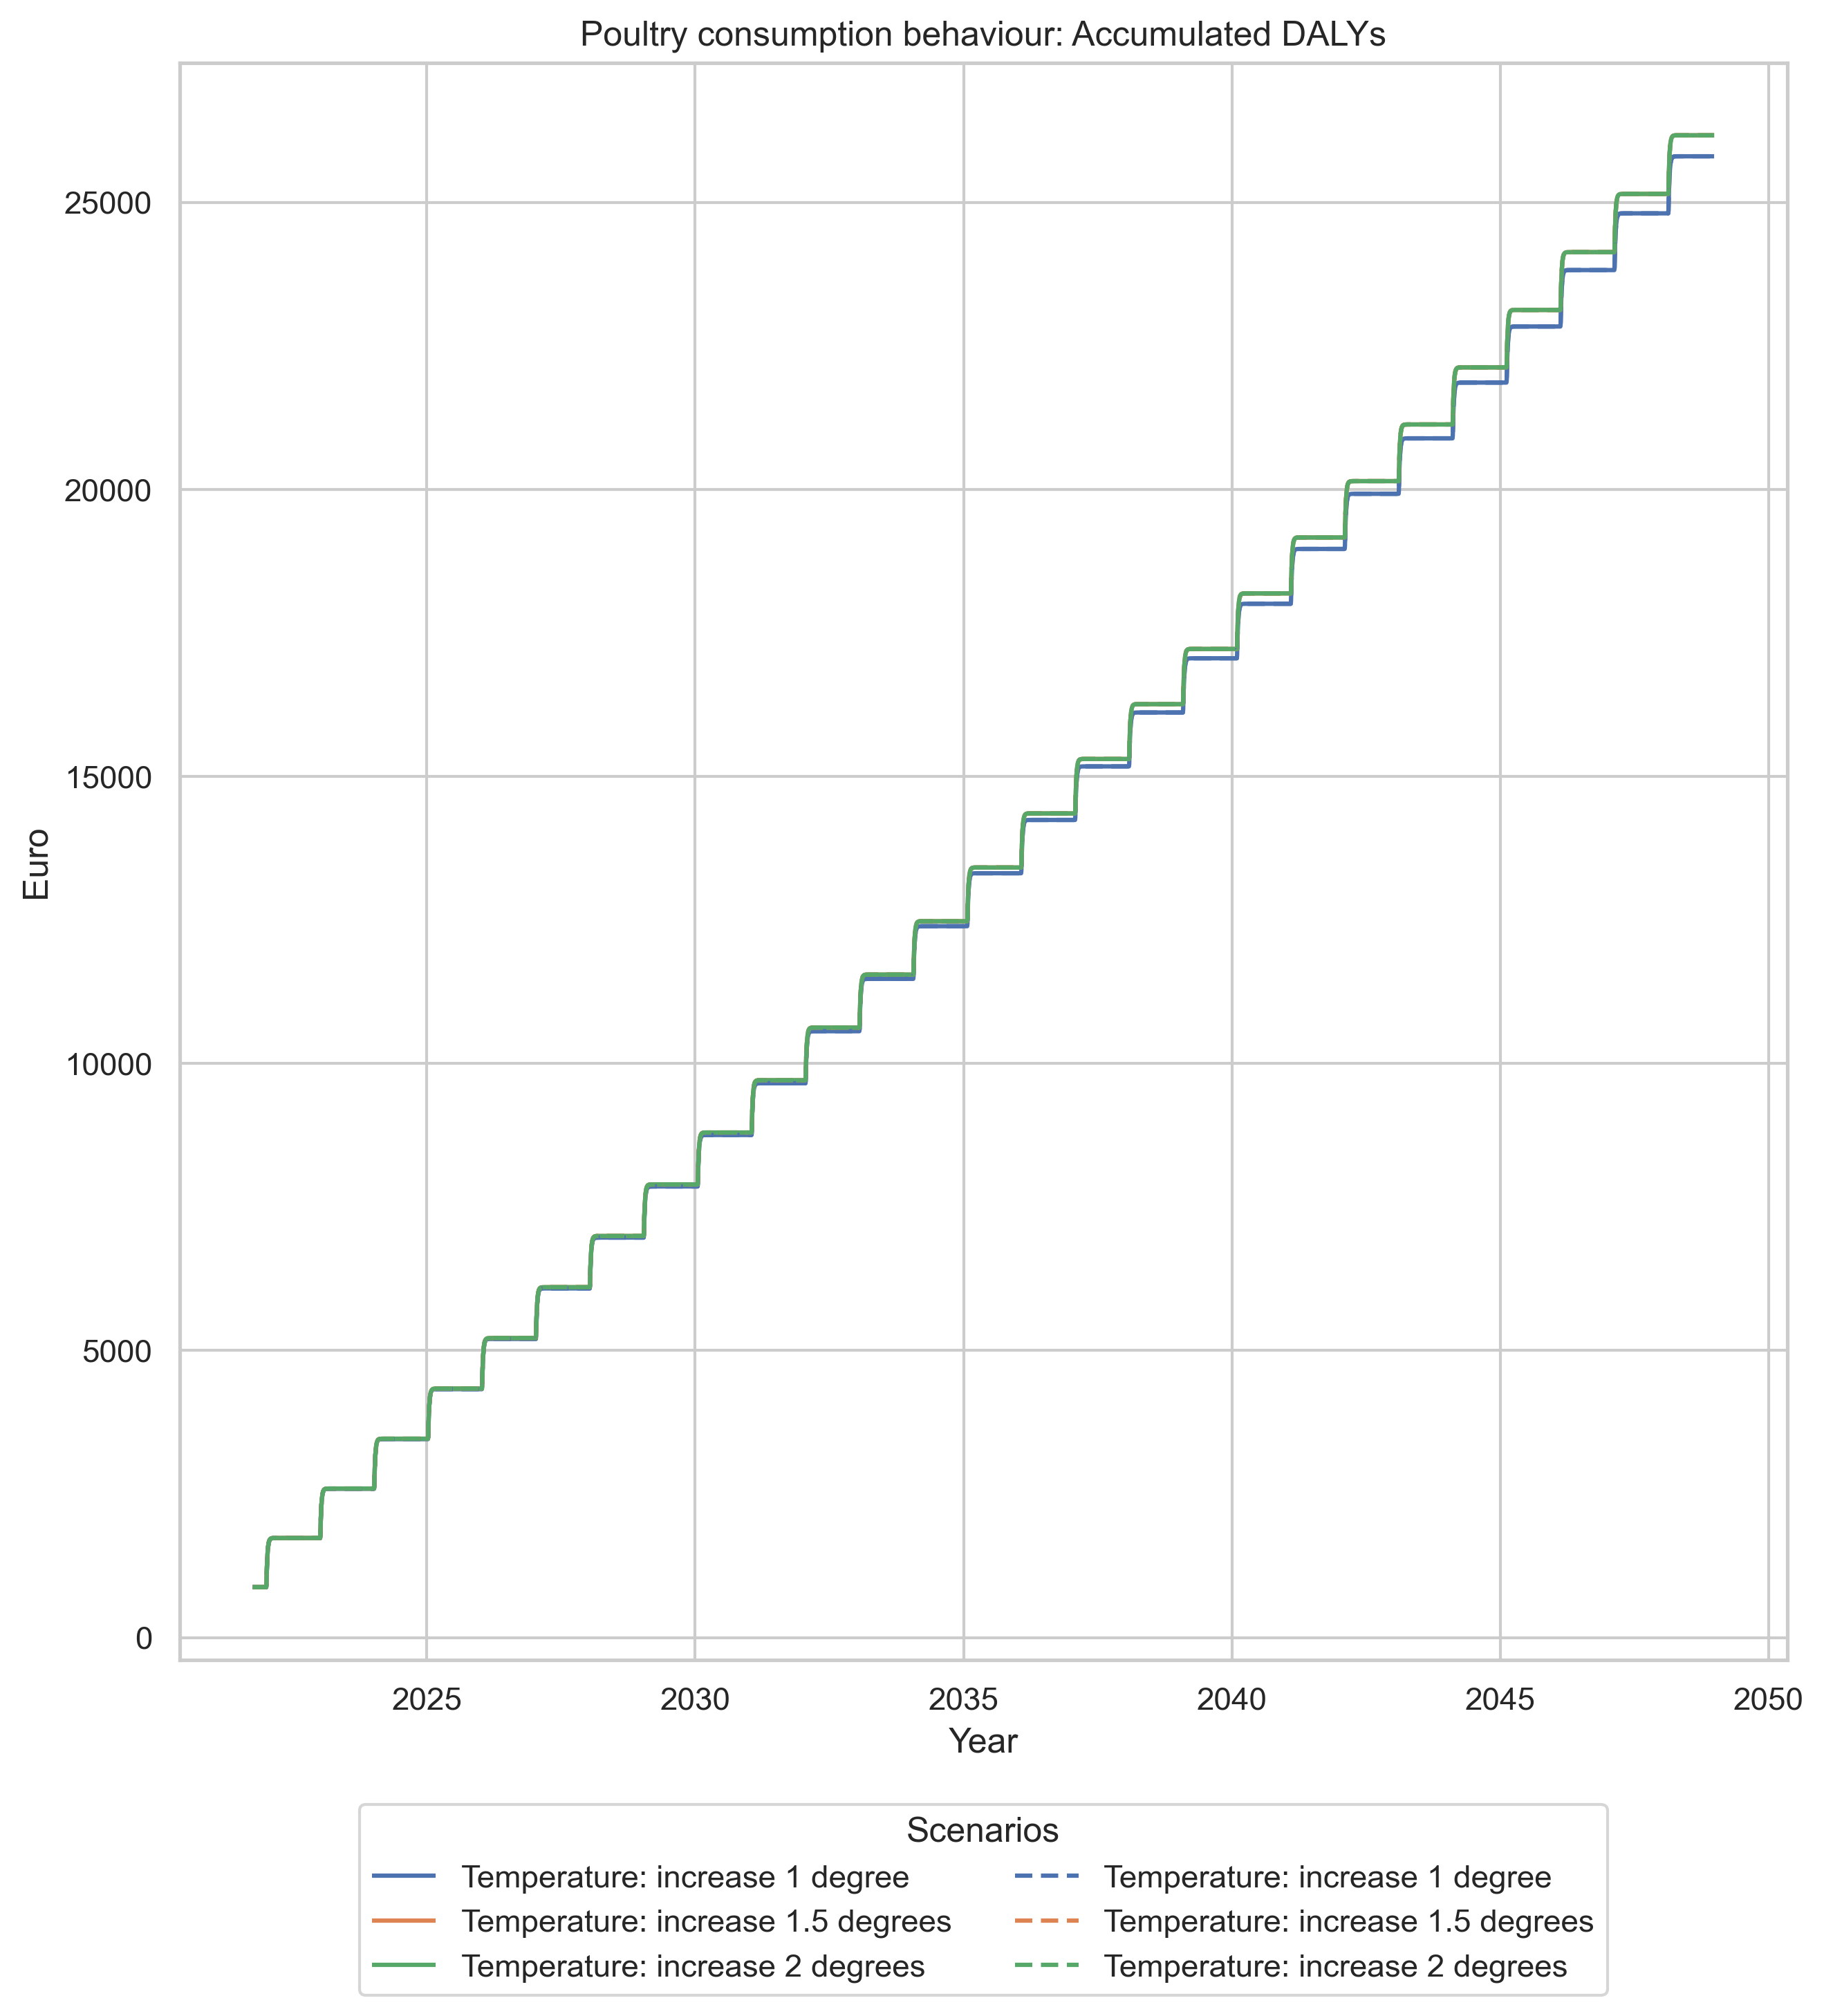 Poultry consumption behaviour: Accumulated DALYs
25000
20000
15000
10000
5000
0
Euro
2025 2030 2035 2040 2045 2050
Year
Scenarios
Temperature: increase 1 degree
Temperature: increase 1.5 degrees
Temperature: increase 2 degrees
Temperature: increase 1 degree
Temperature: increase 1.5 degrees
Temperature: increase 2 degrees